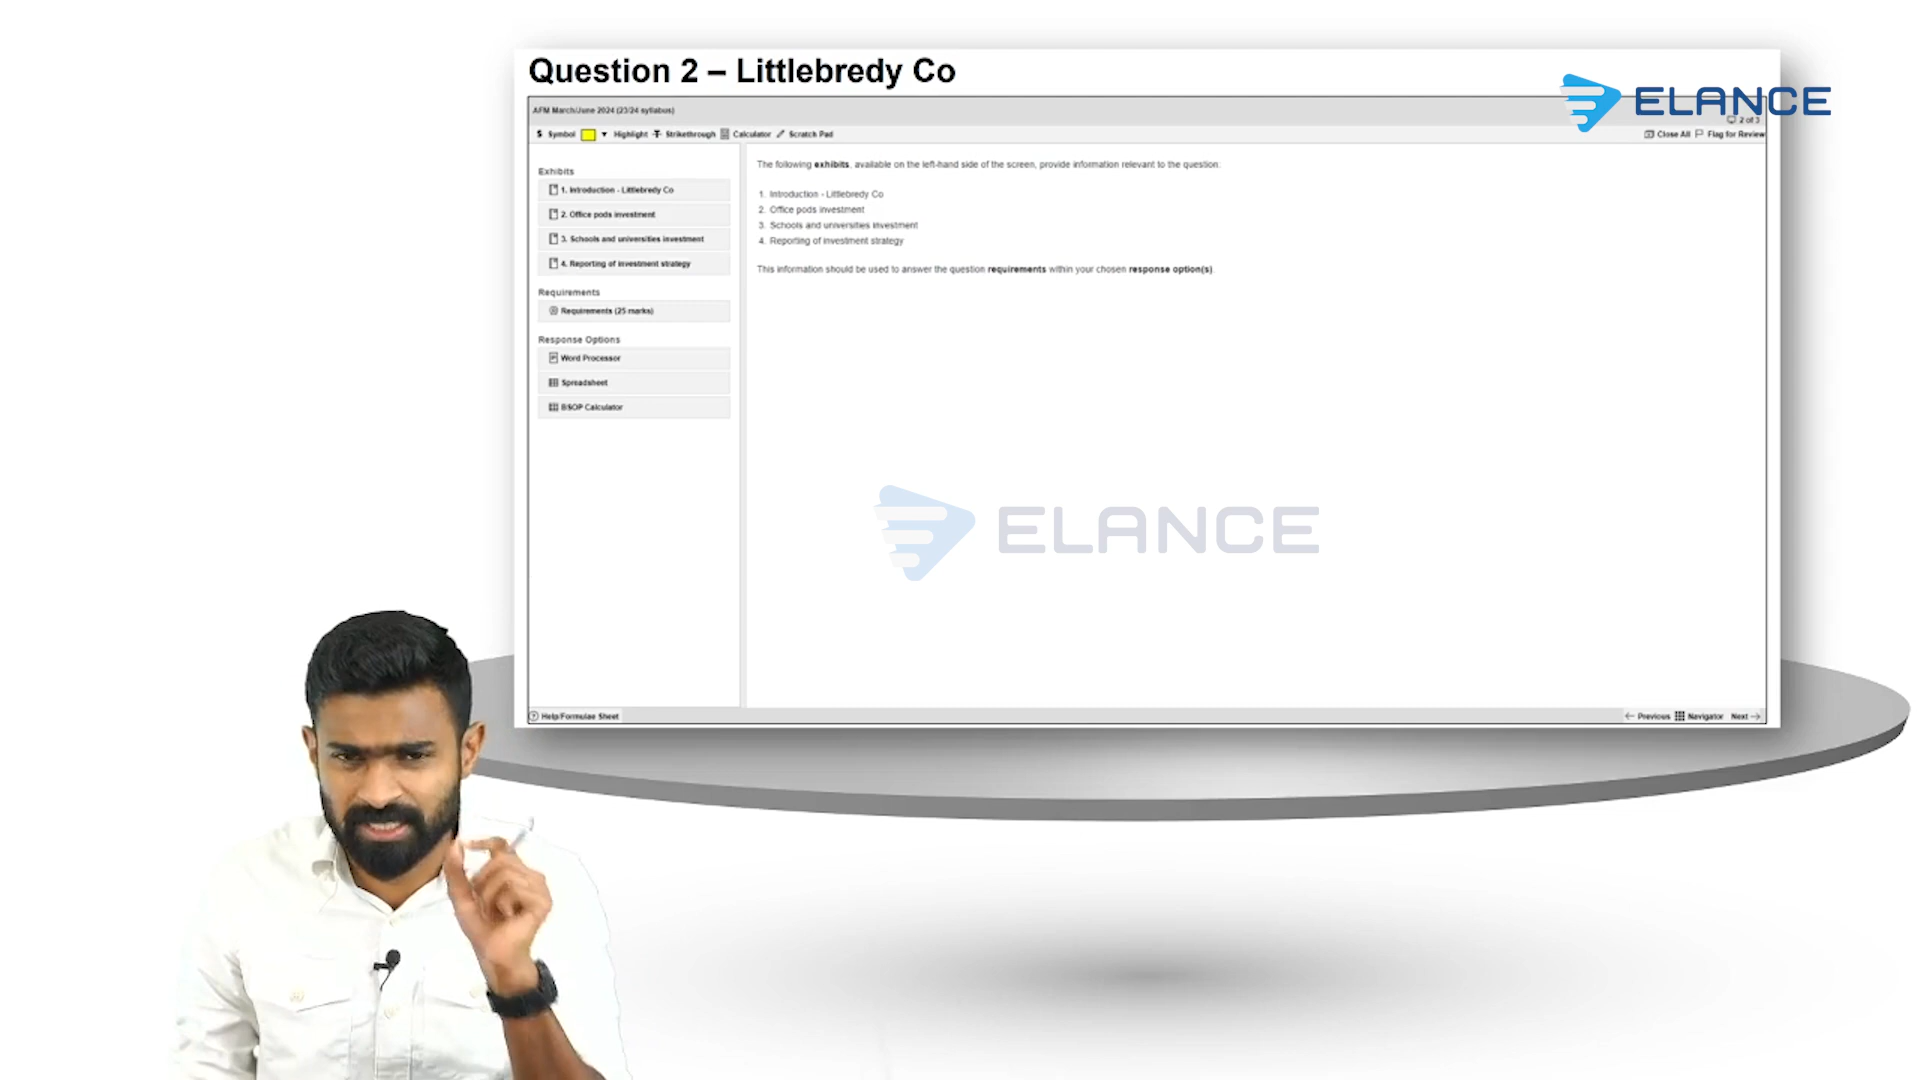 Question 2 – Littlebredy Co
ELANCE
AFM March/June 2024 (23/24 syllabus)
2 of 3
$ Symbol Highlight Strikethrough Calculator Scratch Pad
Close All Flag for Review
Exhibits
1. Introduction - Littlebredy Co
2. Office pods investment
3. Schools and universities investment
4. Reporting of investment strategy
Requirements
Requirements (25 marks)
Response Options
Word Processor
Spreadsheet
BSOP Calculator
The following exhibits, available on the left-hand side of the screen, provide information relevant to the question:
1. Introduction - Littlebredy Co
2. Office pods investment
3. Schools and universities investment
4. Reporting of investment strategy
This information should be used to answer the question requirements within your chosen response option(s).
ELANCE
Help/Formulae Sheet
Previous Navigator Next